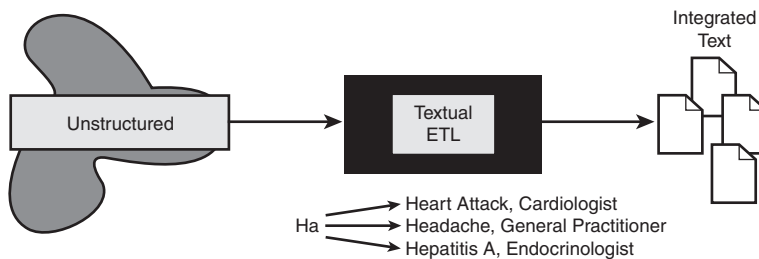 Unstructured
Textual
ETL
Integrated
Text
Ha
Heart Attack, Cardiologist
Headache, General Practitioner
Hepatitis A, Endocrinologist